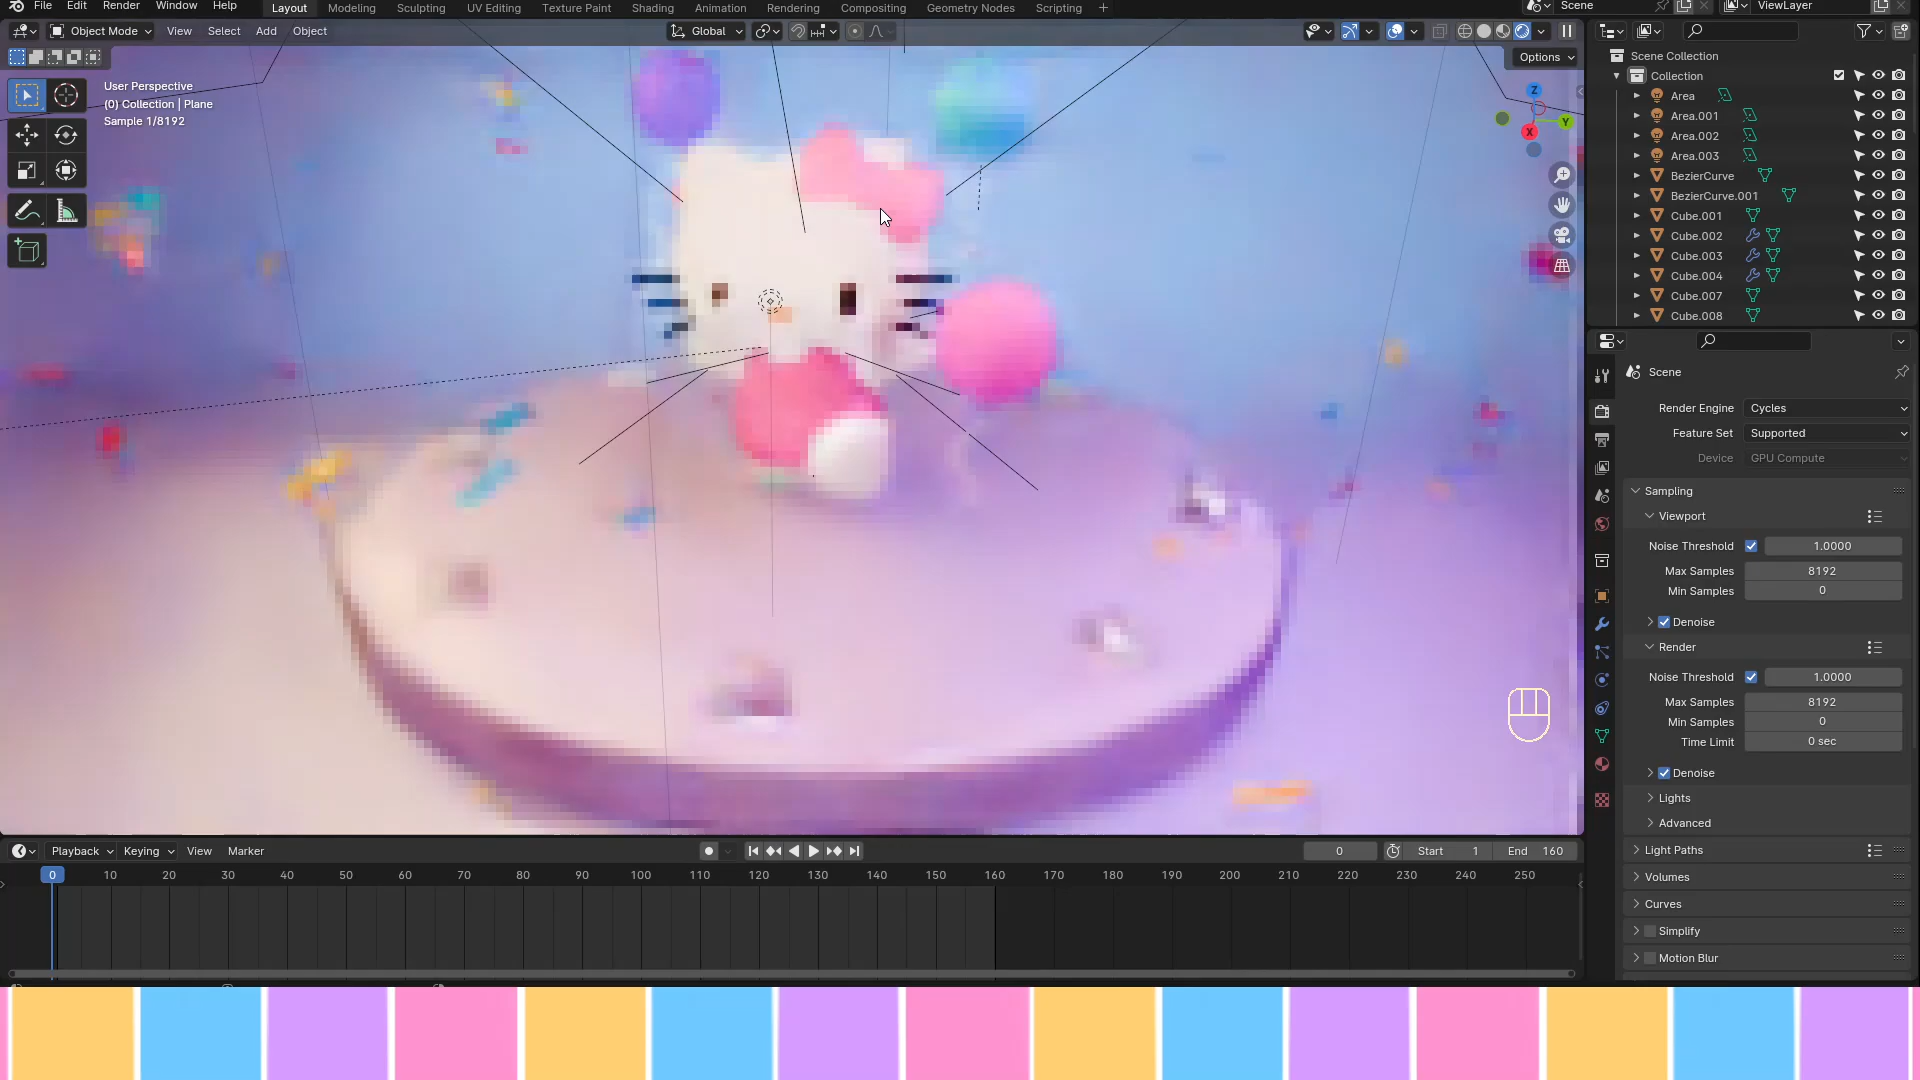 File Edit Render Window Help Layout Modeling Sculpting UV Editing Texture Paint Shading Animation Rendering Compositing Geometry Nodes Scripting + Scene ViewLayer
Object Mode View Select Add Object Global
Options
User Perspective
(0) Collection | Plane
Sample 1/8192
Z
Y
X
Scene Collection
Collection
Area
Area.001
Area.002
Area.003
BezierCurve
BezierCurve.001
Cube.001
Cube.002
Cube.003
Cube.004
Cube.007
Cube.008
Scene
Render Engine Cycles
Feature Set Supported
Device GPU Compute
Sampling
Viewport
Noise Threshold 1.0000
Max Samples 8192
Min Samples 0
Denoise
Render
Noise Threshold 1.0000
Max Samples 8192
Min Samples 0
Time Limit 0 sec
Denoise
Lights
Advanced
Light Paths
Volumes
Curves
Simplify
Motion Blur
Playback Keying View Marker 0 Start 1 End 160
0 10 20 30 40 50 60 70 80 90 100 110 120 130 140 150 160 170 180 190 200 210 220 230 240 250